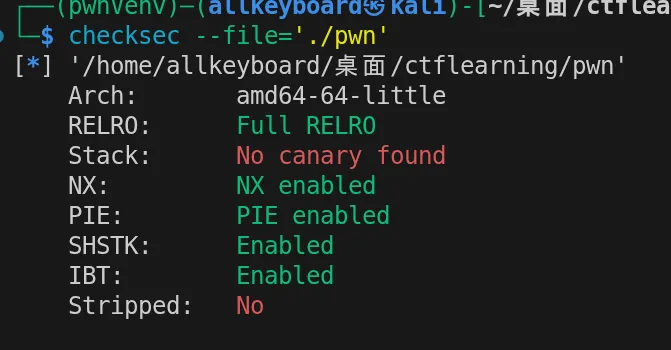 (pwnvenv)-(allkeyboard㉿kali)-[~/桌面/ctflea
$ checksec --file='./pwn'
[*] '/home/allkeyboard/桌面/ctflearning/pwn'
Arch: amd64-64-little
RELRO: Full RELRO
Stack: No canary found
NX: NX enabled
PIE: PIE enabled
SHSTK: Enabled
IBT: Enabled
Stripped: No